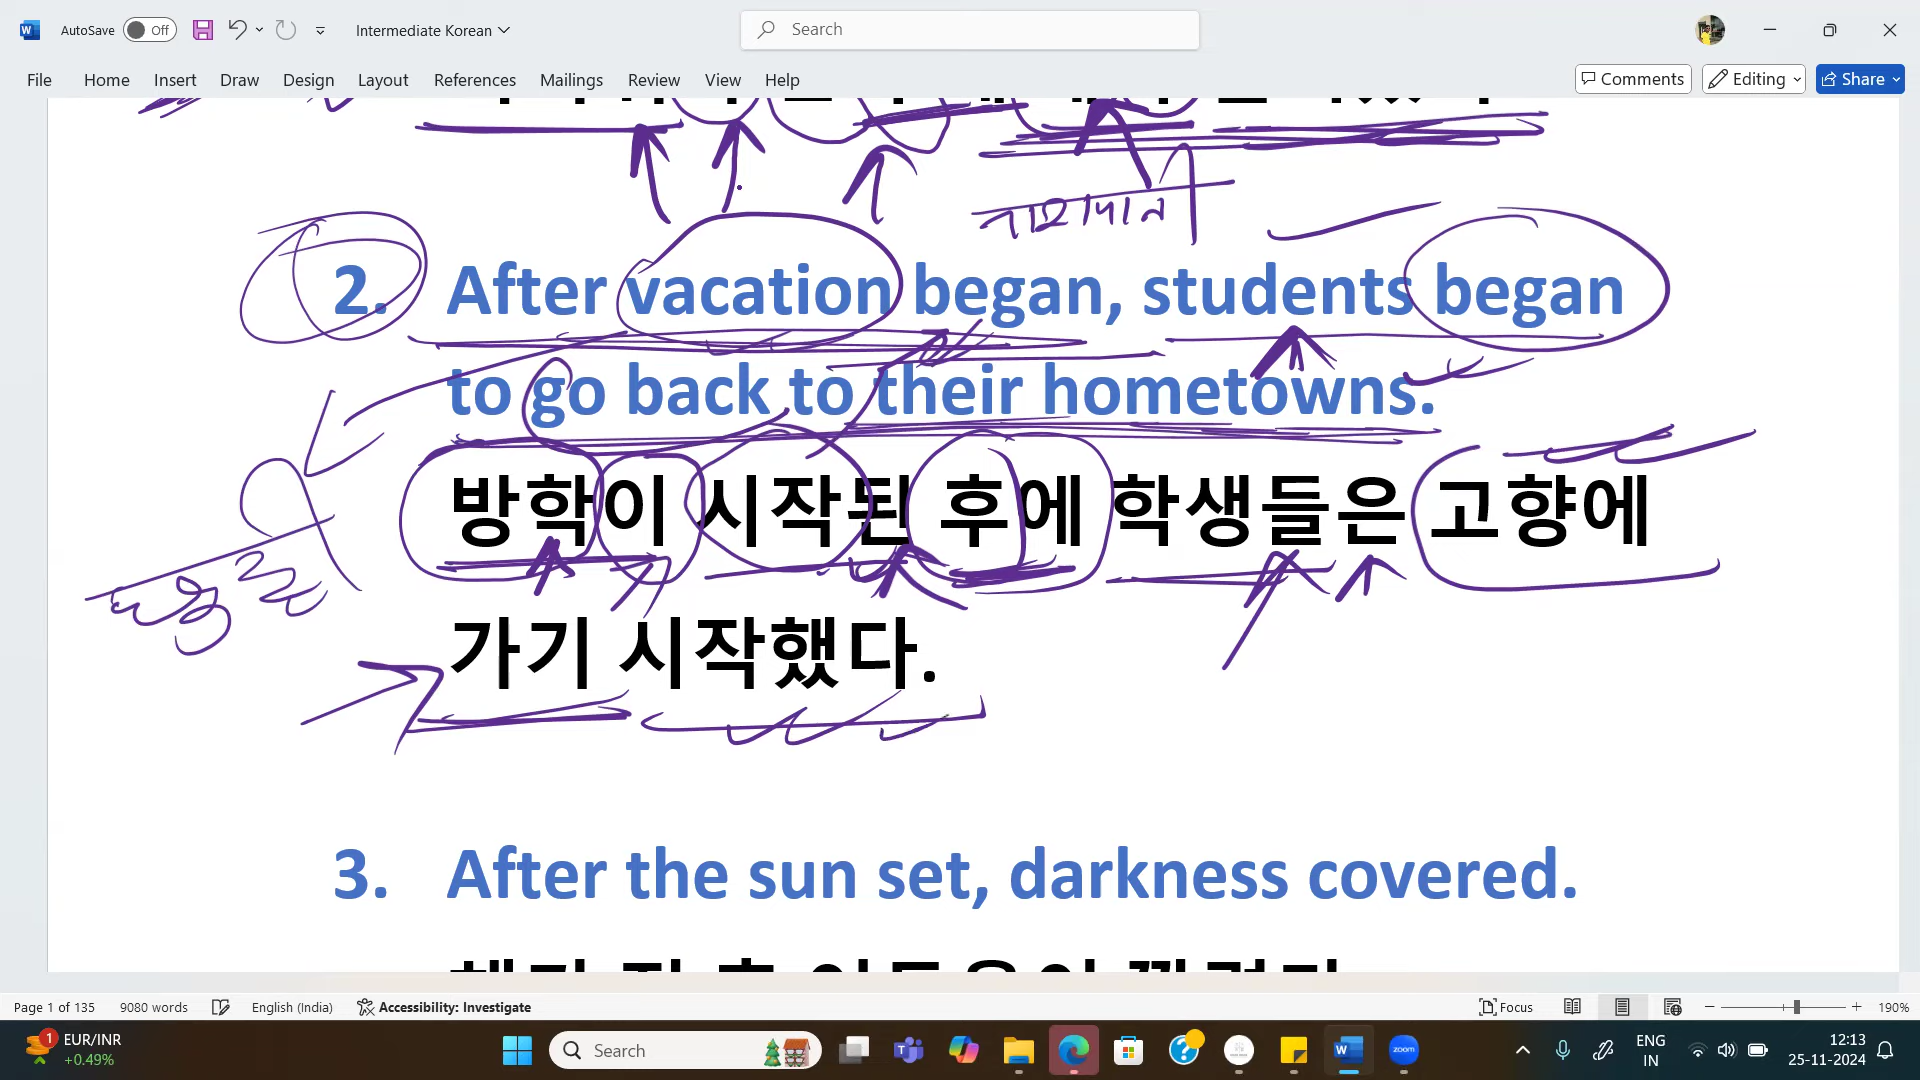 AutoSave Off Intermediate Korean Search
File Home Insert Draw Design Layout References Mailings Review View Help Comments Editing Share
2. After vacation began, students began
to go back to their hometowns.
방학이 시작된 후에 학생들은 고향에
가기 시작했다.
3. After the sun set, darkness covered.
Page 1 of 135 9080 words English (India) Accessibility: Investigate Focus 190%
1 EUR/INR
+0.49%
Search
zoom
ENG
IN
12:13
25-11-2024